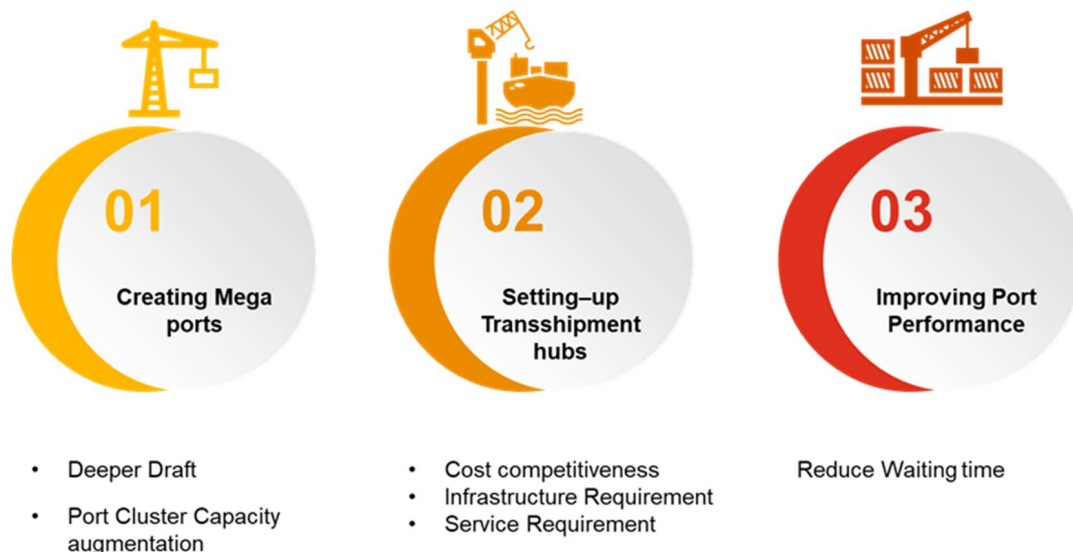 01
Creating Mega
ports
• Deeper Draft
• Port Cluster Capacity
augmentation
02
Setting–up
Transshipment
hubs
• Cost competitiveness
• Infrastructure Requirement
• Service Requirement
03
Improving Port
Performance
Reduce Waiting time